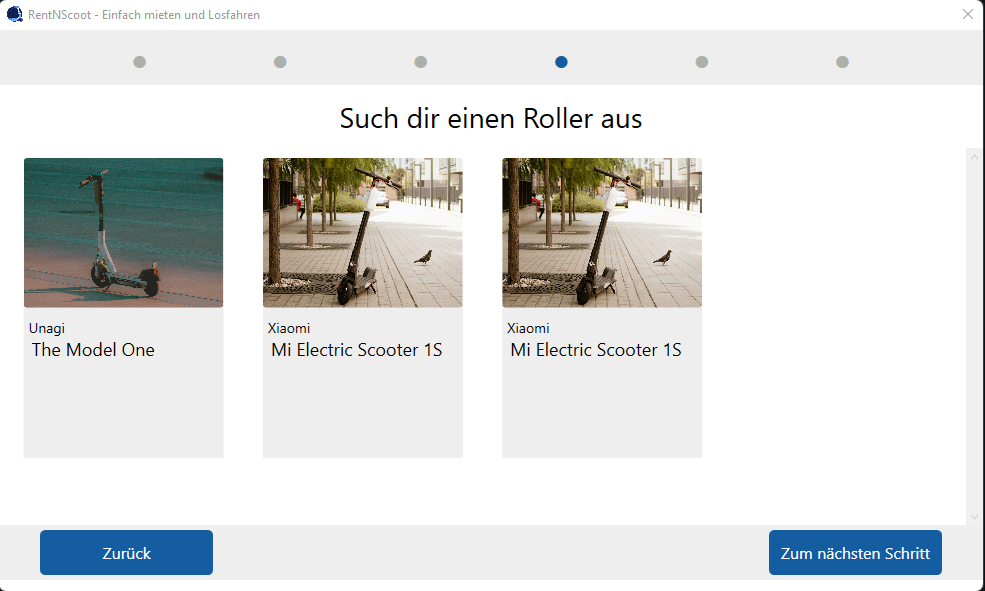 RentNScoot - Einfach mieten und Losfahren
Such dir einen Roller aus
Unagi
The Model One
Xiaomi
Mi Electric Scooter 1S
Xiaomi
Mi Electric Scooter 1S
Zurück
Zum nächsten Schritt